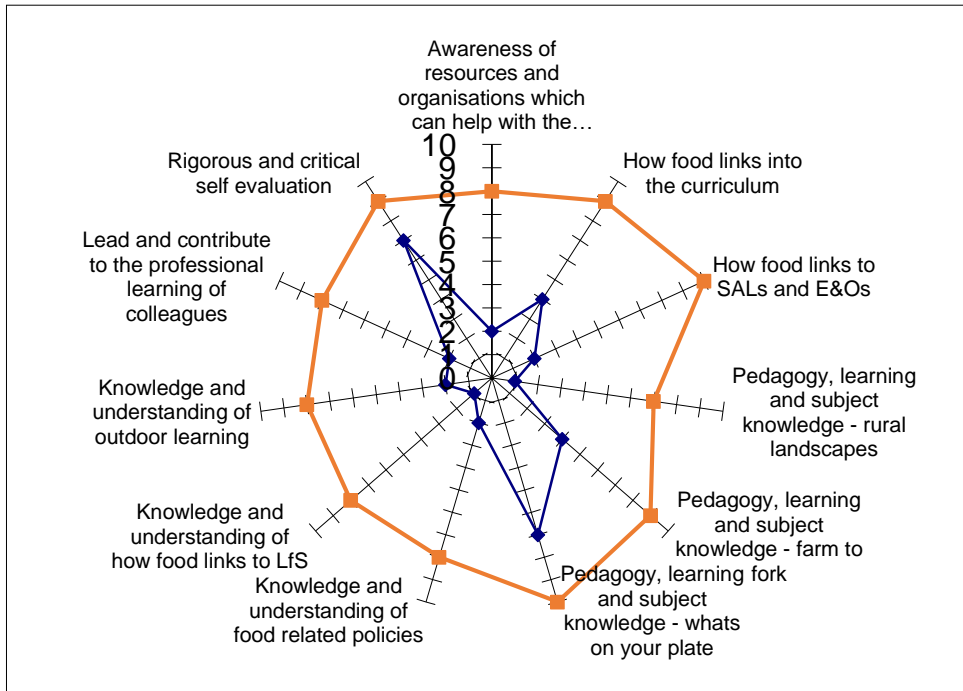 Awareness of
resources and
organisations which
can help with the…
10
9
8
7
6
5
4
3
2
1
0
How food links into
the curriculum
How food links to
SALs and E&Os
Pedagogy, learning
and subject
knowledge - rural
landscapes
Pedagogy, learning
and subject
knowledge - farm to
fork
Pedagogy, learning
and subject
knowledge - whats
on your plate
Knowledge and
understanding of
food related policies
Knowledge and
understanding of
how food links to LfS
Knowledge and
understanding of
outdoor learning
Lead and contribute
to the professional
learning of
colleagues
Rigorous and critical
self evaluation